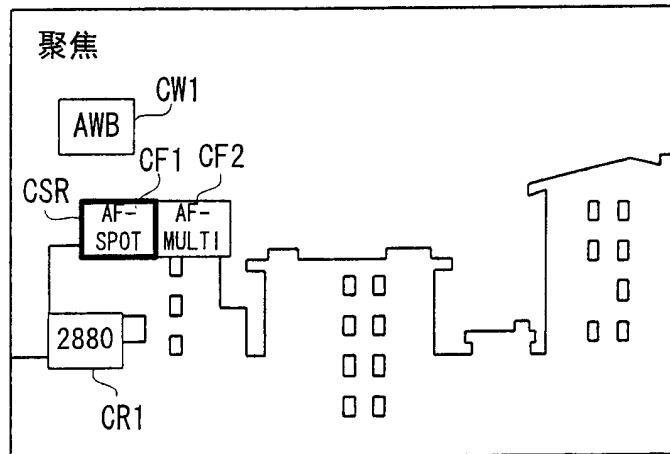 聚焦
AWB
CW1
CF1
CF2
CSR
AF-
SPOT
AF-
MULTI
2880
CR1